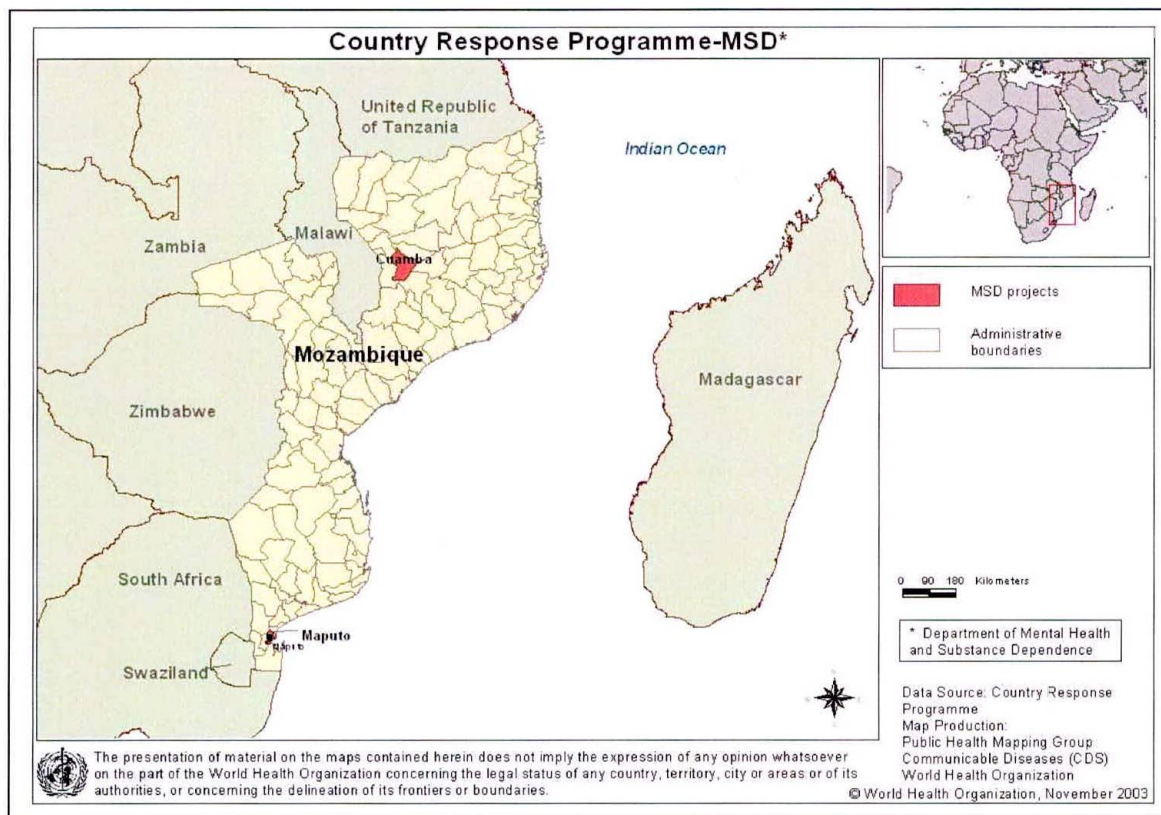 Country Response Programme-MSD*
United Republic
of Tanzania
Indian Ocean
Malawi
Zambia
Cuamba
Mozambique
Zimbabwe
Madagascar
South Africa
Maputo
Swaziland
MSD projects
Administrative
boundaries
0 90 180 Kilometers
* Department of Mental Health
and Substance Dependence
Data Source: Country Response
Programme
Map Production:
Public Health Mapping Group
Communicable Diseases (CDS)
World Health Organization
© World Health Organization, November 2003
The presentation of material on the maps contained herein does not imply the expression of any opinion whatsoever
on the part of the World Health Organization concerning the legal status of any country, territory, city or areas or of its
authorities, or concerning the delineation of its frontiers or boundaries.